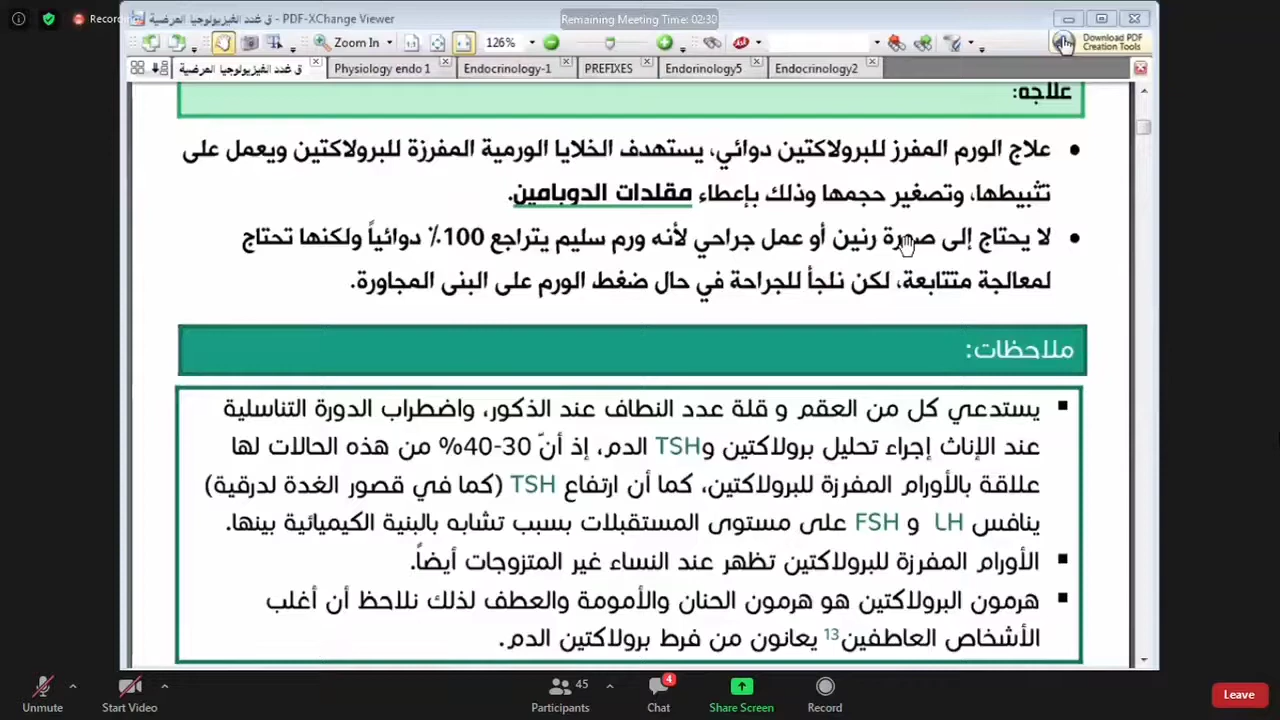 Recor
ق غدد الفيزيولوجيا المرضية - PDF-XChange Viewer
Remaining Meeting Time: 02:30
Zoom In
126%
Download PDF
Creation Tools
ق غدد الفيزيولوجيا المرضية
Physiology endo 1
Endocrinology-1
PREFIXES
Endorinology5
Endocrinology2
علاجه:
• علاج الورم المفرز للبرولاكتين دوائي، يستهدف الخلايا الورمية المفرزة للبرولاكتين ويعمل على
تثبيطها، وتصغير حجمها وذلك بإعطاء مقلدات الدوبامين.
• لا يحتاج إلى صورة رنين أو عمل جراحي لأنه ورم سليم يتراجع 100٪ دوائياً ولكنها تحتاج
لمعالجة متتابعة، لكن نلجأ للجراحة في حال ضغط الورم على البنى المجاورة.
ملاحظات:
▪ يستدعي كل من العقم و قلة عدد النطاف عند الذكور، واضطراب الدورة التناسلية
عند الإناث إجراء تحليل برولاكتين وTSH الدم، إذ أنّ 30-40% من هذه الحالات لها
علاقة بالأورام المفرزة للبرولاكتين، كما أن ارتفاع TSH (كما في قصور الغدة لدرقية)
ينافس LH و FSH على مستوى المستقبلات بسبب تشابه بالبنية الكيميائية بينها.
▪ الأورام المفرزة للبرولاكتين تظهر عند النساء غير المتزوجات أيضاً.
▪ هرمون البرولاكتين هو هرمون الحنان والأمومة والعطف لذلك نلاحظ أن أغلب
الأشخاص العاطفين13 يعانون من فرط برولاكتين الدم.
Unmute
Start Video
45
Participants
4
Chat
Share Screen
Record
Leave